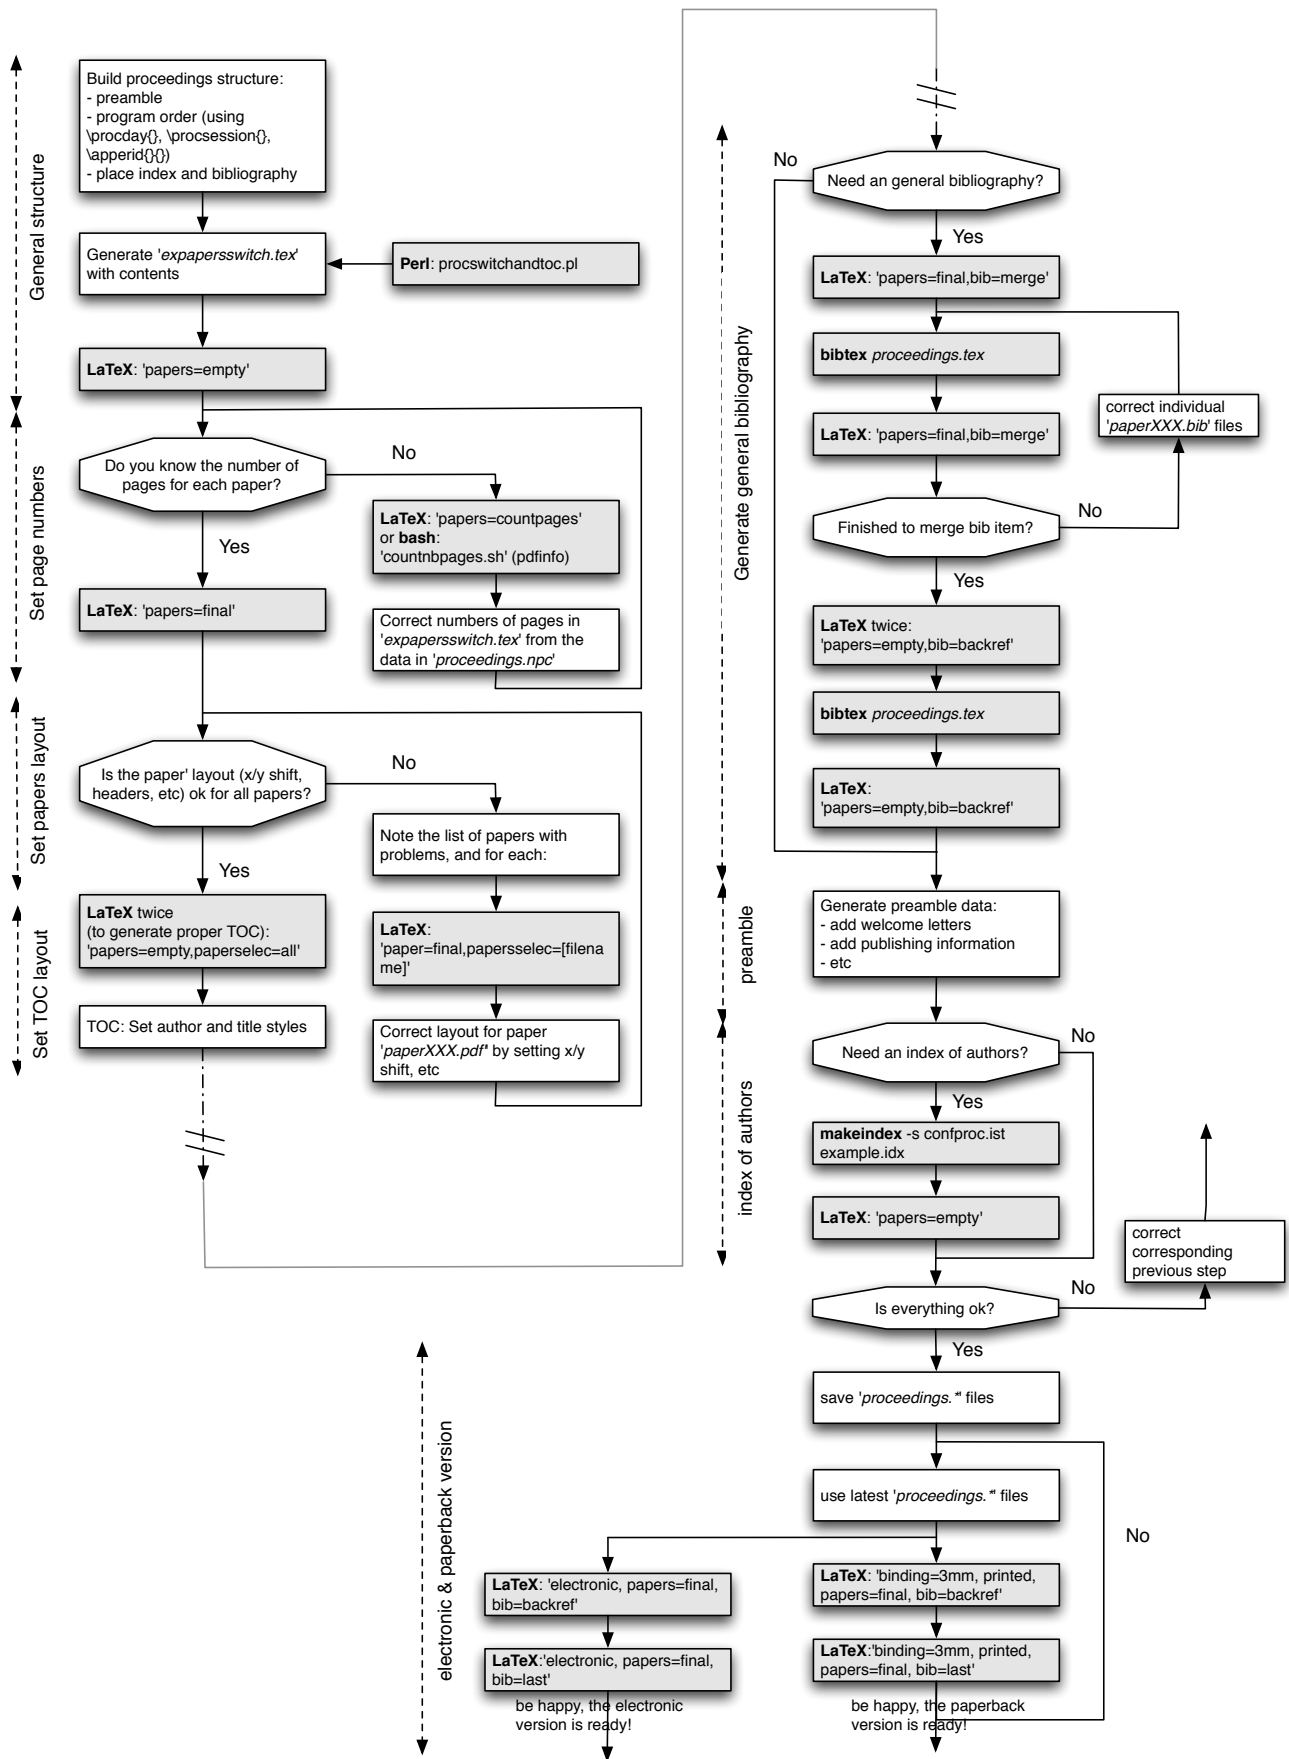 Build proceedings structure:
- preamble
- program order (using
\procday{}, \procsession{},
\apperid{}{})
- place index and bibliography
General structure
Generate 'expapersswitch.tex'
with contents
Perl: procswitchandtoc.pl
LaTeX: 'papers=empty'
Set page numbers
Do you know the number of
pages for each paper?
No
Yes
LaTeX: 'papers=countpages'
or bash:
'countnbpages.sh' (pdfinfo)
LaTeX: 'papers=final'
Correct numbers of pages in
'expapersswitch.tex' from the
data in 'proceedings.npc'
Set papers layout
Is the paper' layout (x/y shift,
headers, etc) ok for all papers?
No
Yes
Note the list of papers with
problems, and for each:
LaTeX:
'paper=final,papersselec=[filena
me]'
Correct layout for paper
'paperXXX.pdf' by setting x/y
shift, etc
Set TOC layout
LaTeX twice
(to generate proper TOC):
'papers=empty,paperselec=all'
TOC: Set author and title styles
Generate general bibliography
Need an general bibliography?
No
Yes
LaTeX: 'papers=final,bib=merge'
bibtex proceedings.tex
LaTeX: 'papers=final,bib=merge'
correct individual
'paperXXX.bib' files
Finished to merge bib item?
No
Yes
LaTeX twice:
'papers=empty,bib=backref'
bibtex proceedings.tex
LaTeX:
'papers=empty,bib=backref'
preamble
Generate preamble data:
- add welcome letters
- add publishing information
- etc
index of authors
Need an index of authors?
No
Yes
makeindex -s confproc.ist
example.idx
LaTeX: 'papers=empty'
correct
corresponding
previous step
Is everything ok?
No
Yes
electronic & paperback version
save 'proceedings.*' files
use latest 'proceedings.*' files
No
LaTeX: 'electronic, papers=final,
bib=backref'
LaTeX:'electronic, papers=final,
bib=last'
be happy, the electronic
version is ready!
LaTeX: 'binding=3mm, printed,
papers=final, bib=backref'
LaTeX:'binding=3mm, printed,
papers=final, bib=last'
be happy, the paperback
version is ready!